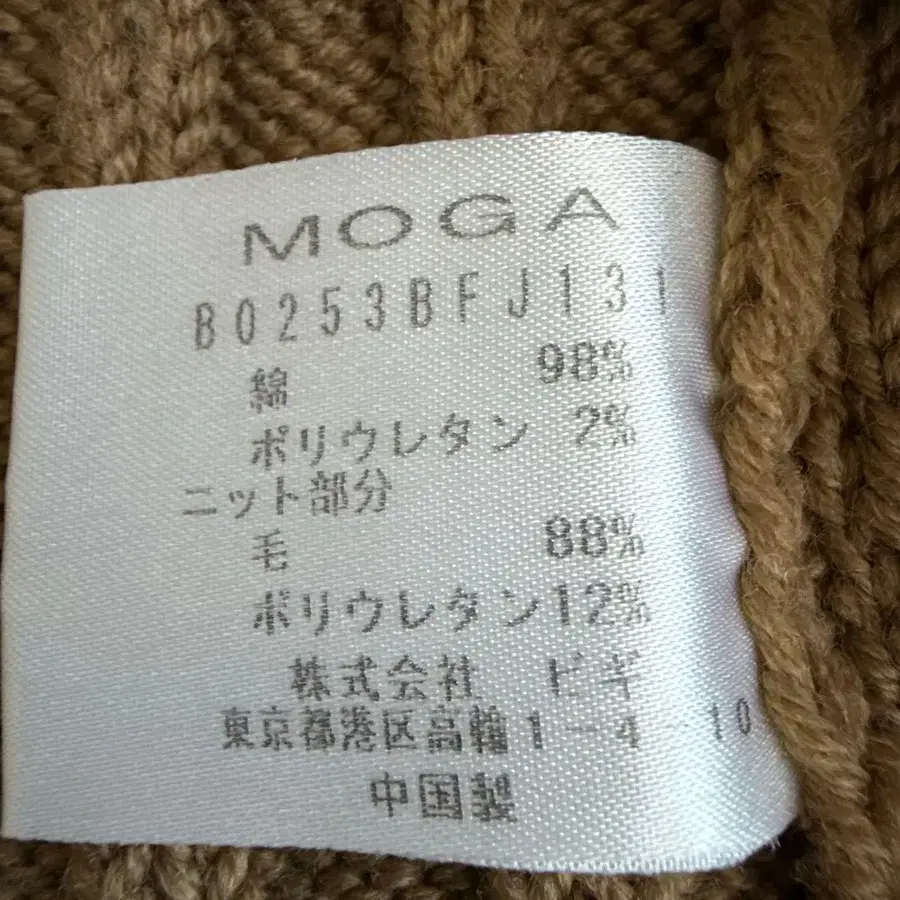 MOGA
B0253BFJ131
綿 98%
ポリウレタン 2%
ニット部分
毛 88%
ポリウレタン 12%
株式会社 ビギ
東京都港区高輪1-4 10
中国製